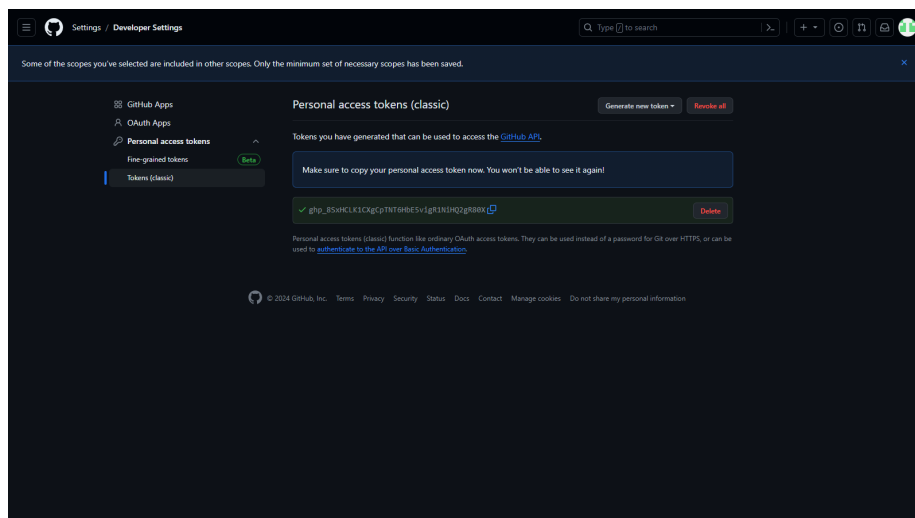 Settings / Developer Settings
Type / to search
Some of the scopes you've selected are included in other scopes. Only the minimum set of necessary scopes has been saved.
GitHub Apps
OAuth Apps
Personal access tokens
Fine-grained tokens Beta
Tokens (classic)
Personal access tokens (classic)
Generate new token
Revoke all
Tokens you have generated that can be used to access the GitHub API.
Make sure to copy your personal access token now. You won't be able to see it again!
Delete
Personal access tokens (classic) function like ordinary OAuth access tokens. They can be used instead of a password for Git over HTTPS, or can be
used to authenticate to the API over Basic Authentication.
© 2024 GitHub, Inc. Terms Privacy Security Status Docs Contact Manage cookies Do not share my personal information